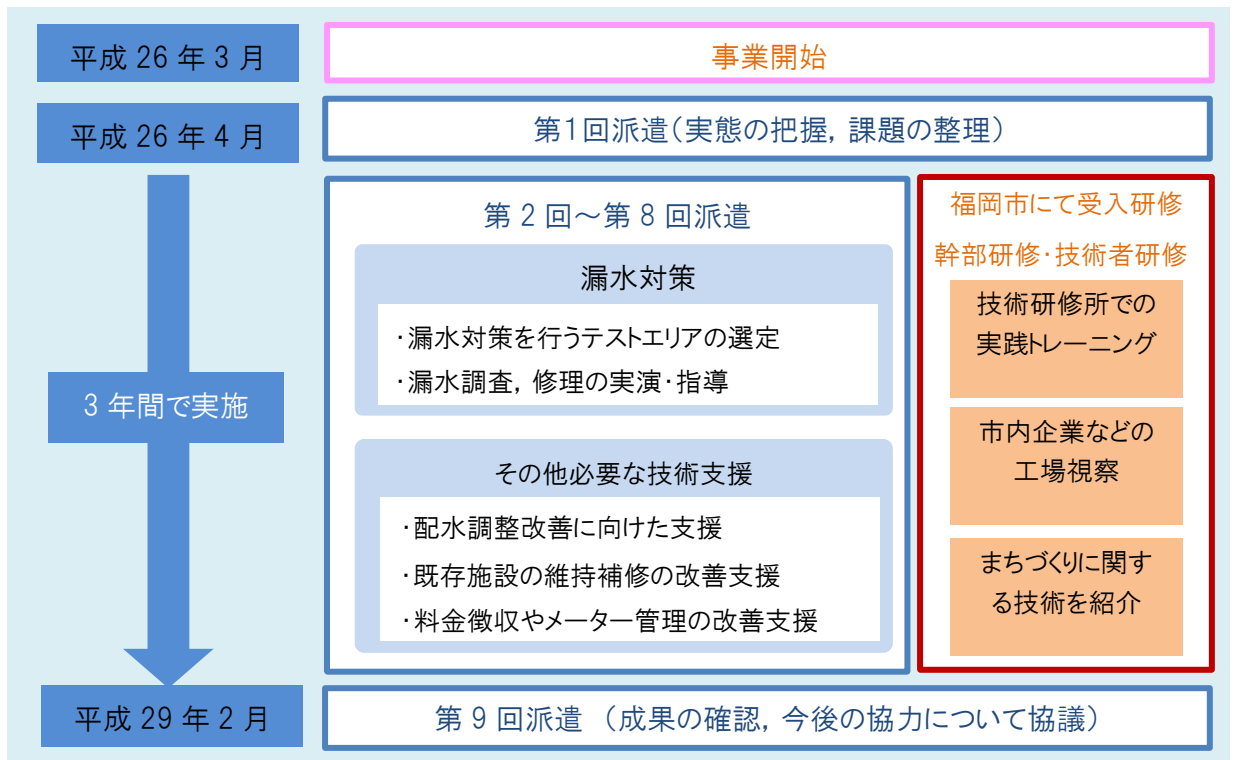 平成 26 年 3 月
事業開始
平成 26 年 4 月
第1回派遣(実態の把握, 課題の整理)
3 年間で実施
第 2 回～第 8 回派遣
漏水対策
・漏水対策を行うテストエリアの選定
・漏水調査, 修理の実演・指導
その他必要な技術支援
・配水調整改善に向けた支援
・既存施設の維持補修の改善支援
・料金徴収やメーター管理の改善支援
福岡市にて受入研修
幹部研修・技術者研修
技術研修所での
実践トレーニング
市内企業などの
工場視察
まちづくりに関す
る技術を紹介
平成 29 年 2 月
第 9 回派遣 (成果の確認, 今後の協力について協議)